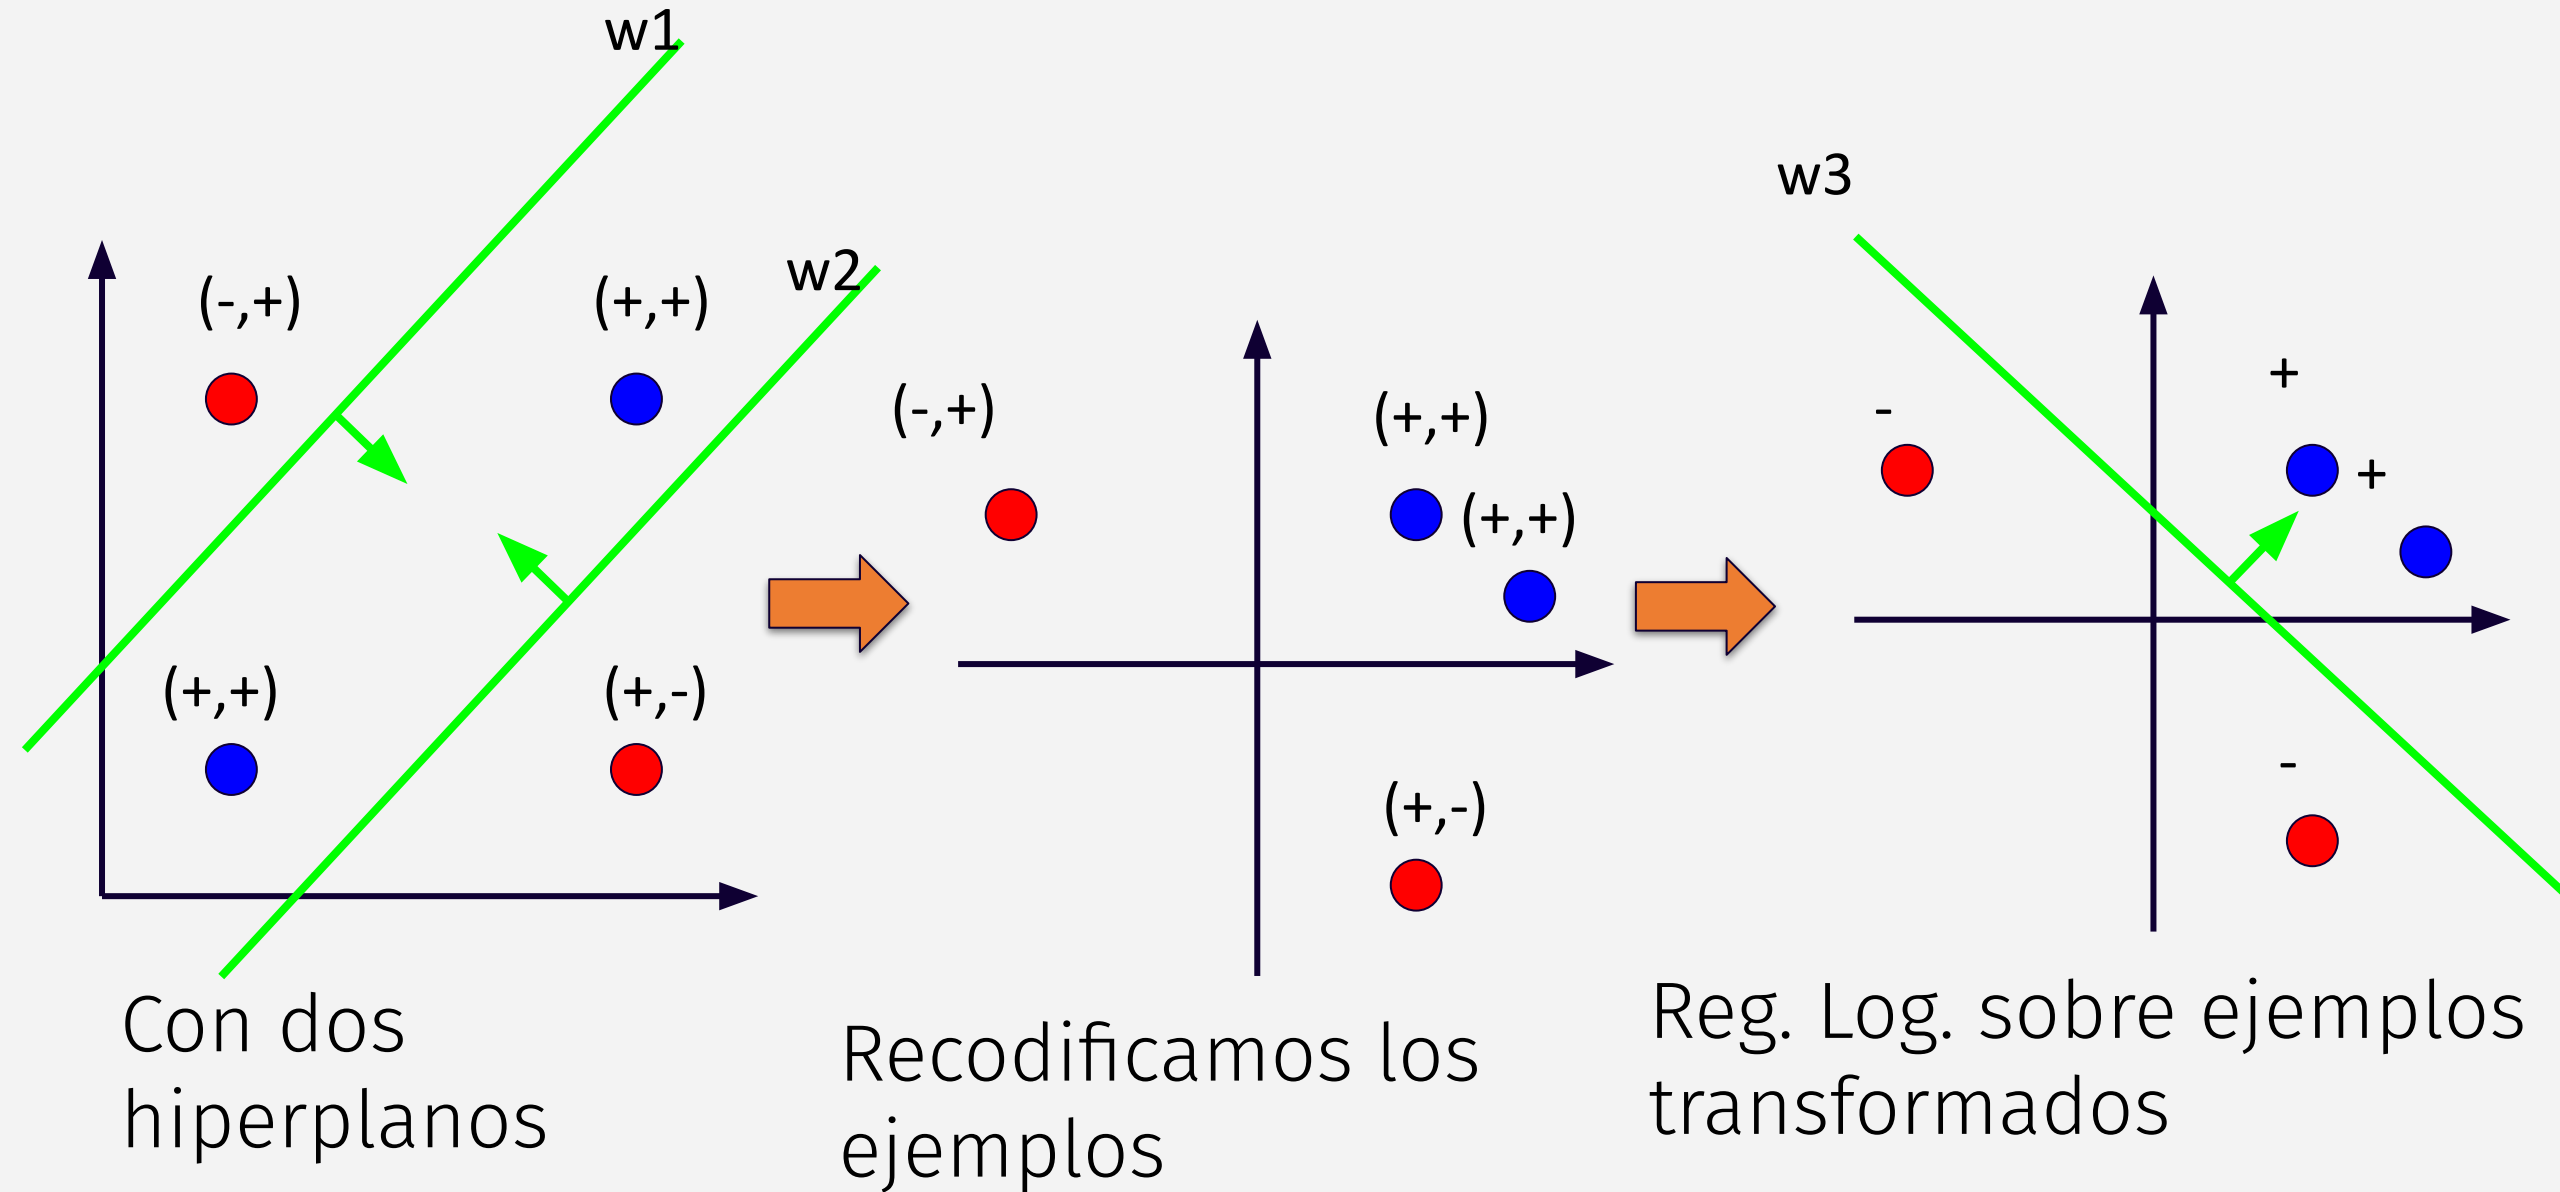 w1
w2
(-,+)
(+,+)
(+,+)
(+,-)
Con dos
hiperplanos
(-,+)
(+,+)
(+,+)
(+,-)
Recodificamos los
ejemplos
w3
-
+
+
-
Reg. Log. sobre ejemplos
transformados